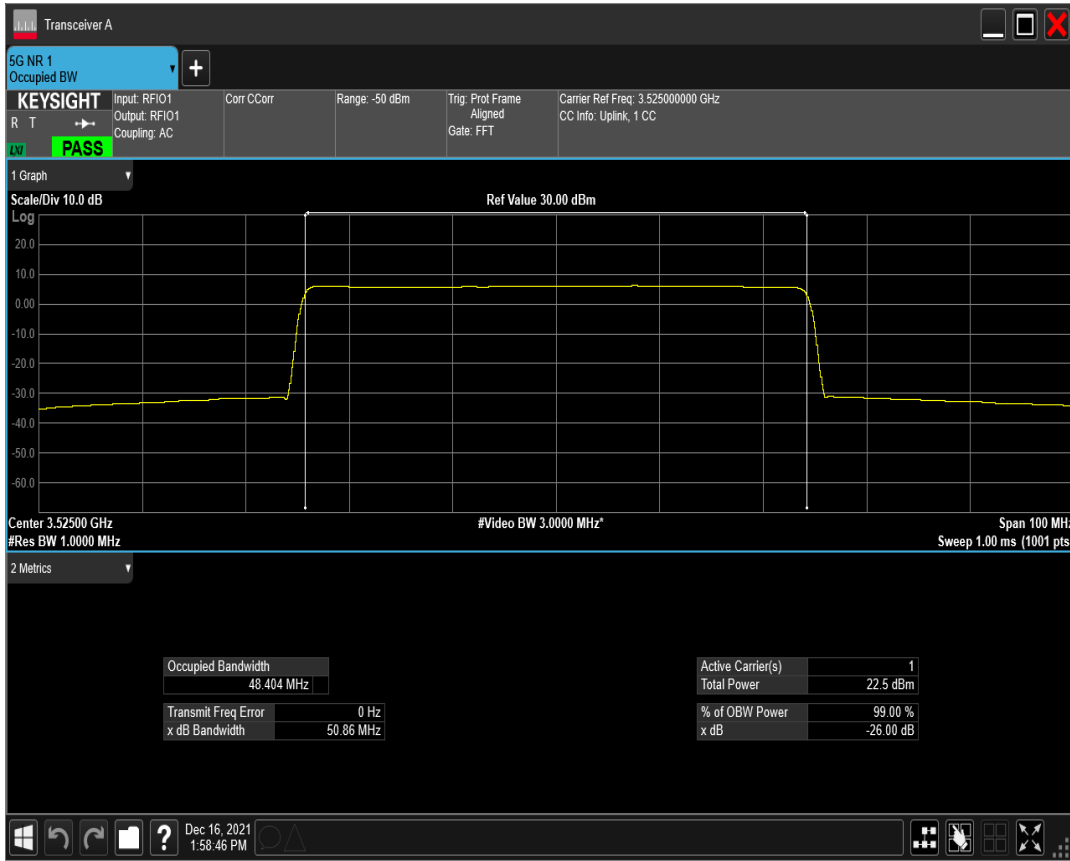 Transceiver A
5G NR 1
Occupied BW
+
KEYSIGHT
R T
LXI
PASS
Input: RFIO1
Output: RFIO1
Coupling: AC
Corr CCorr
Range: -50 dBm
Trig: Prot Frame
Aligned
Gate: FFT
Carrier Ref Freq: 3.525000000 GHz
CC Info: Uplink, 1 CC
1 Graph
Scale/Div 10.0 dB
Ref Value 30.00 dBm
Log
20.0
10.0
0.00
-10.0
-20.0
-30.0
-40.0
-50.0
-60.0
Center 3.52500 GHz
#Video BW 3.0000 MHz*
Span 100 MHz
#Res BW 1.0000 MHz
Sweep 1.00 ms (1001 pts
2 Metrics
Occupied Bandwidth
48.404 MHz
Transmit Freq Error 0 Hz
x dB Bandwidth 50.86 MHz
Active Carrier(s) 1
Total Power 22.5 dBm
% of OBW Power 99.00 %
x dB -26.00 dB
?
Dec 16, 2021
1:58:46 PM